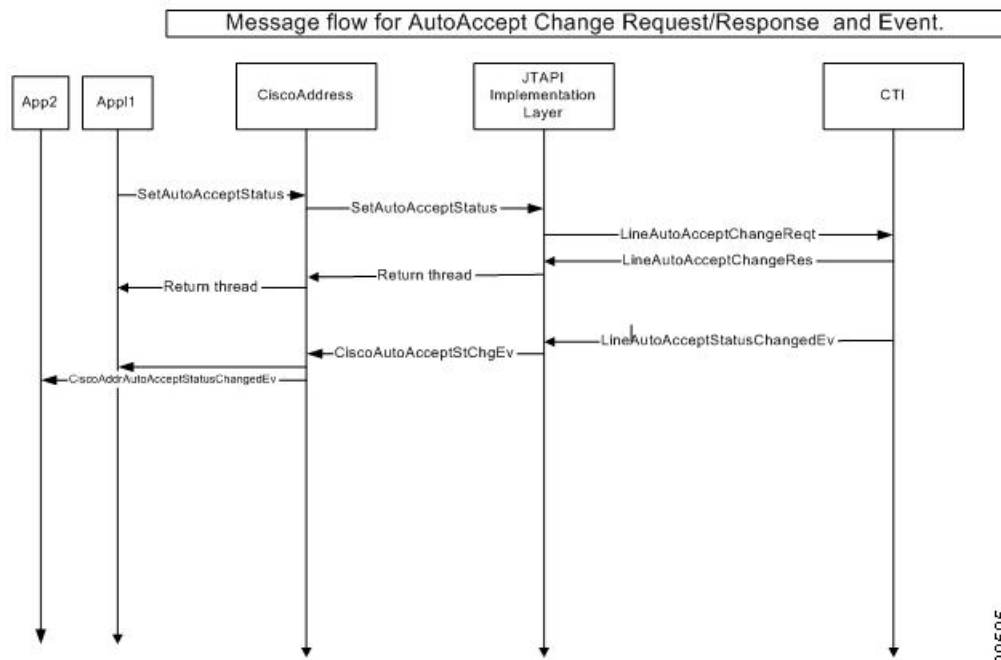 Message flow for AutoAccept Change Request/Response and Event.
App2
Appl1
CiscoAddress
JTAPI
Implementation
Layer
CTI
SetAutoAcceptStatus
SetAutoAcceptStatus
LineAutoAcceptChangeReqt
LineAutoAcceptChangeRes
Return thread
Return thread
LineAutoAcceptStatusChangedEv
CiscoAutoAcceptStChgEv
CiscoAddrAutoAcceptStatusChangedEv